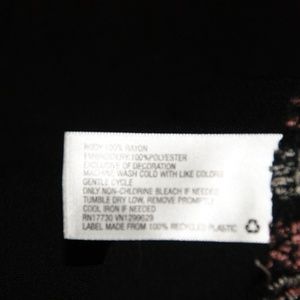 BODY:100% RAYON
EMBROIDERY:100%POLYESTER
EXCLUSIVE OF DECORATION
MACHINE WASH COLD WITH LIKE COLORS
GENTLE CYCLE
ONLY NON-CHLORINE BLEACH IF NEEDED
TUMBLE DRY LOW, REMOVE PROMPTLY
COOL IRON IF NEEDED
RN17730 VN1299629
LABEL MADE FROM 100% RECYCLED PLASTIC